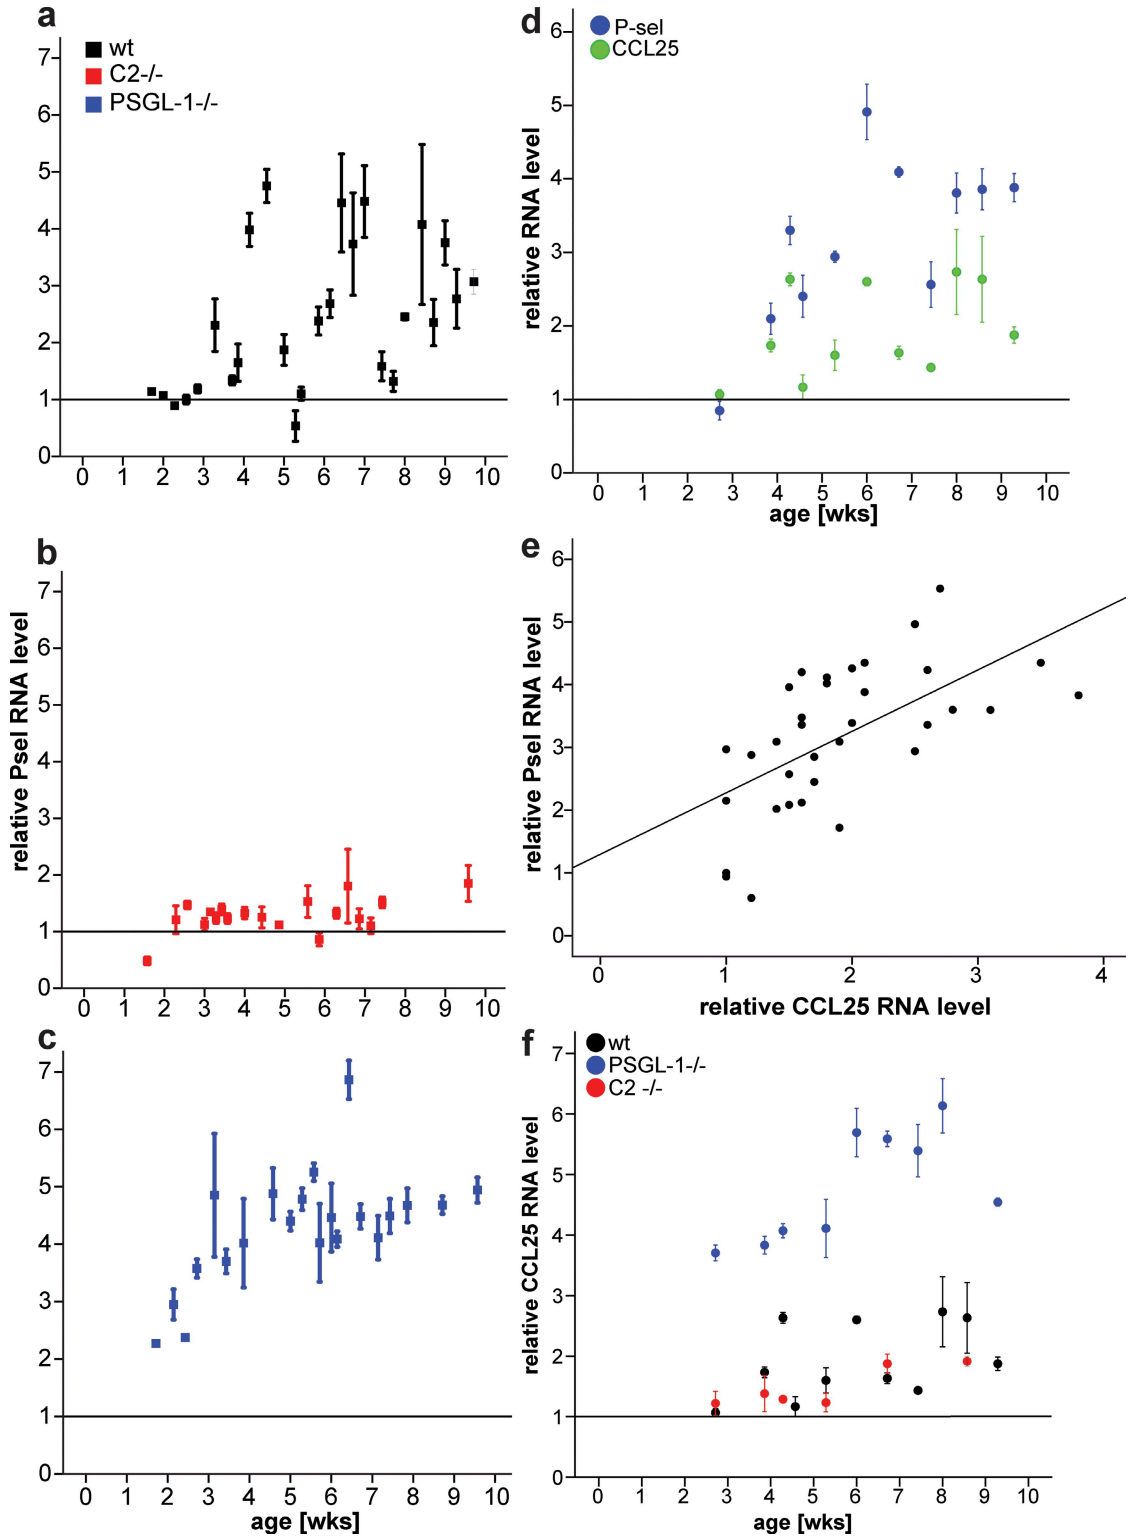 a
wt
C2-/-
PSGL-1-/-
7
6
5
4
3
2
1
0
0 1 2 3 4 5 6 7 8 9 10
b
relative Psel RNA level
7
6
5
4
3
2
1
0
0 1 2 3 4 5 6 7 8 9 10
c
7
6
5
4
3
2
1
0
0 1 2 3 4 5 6 7 8 9 10
age [wks]
d
P-sel
CCL25
relative RNA level
6
5
4
3
2
1
0
0 1 2 3 4 5 6 7 8 9 10
age [wks]
e
relative Psel RNA level
6
5
4
3
2
1
0
0 1 2 3 4
relative CCL25 RNA level
f
wt
PSGL-1-/-
C2 -/-
relative CCL25 RNA level
7
6
5
4
3
2
1
0
0 1 2 3 4 5 6 7 8 9 10
age [wks]